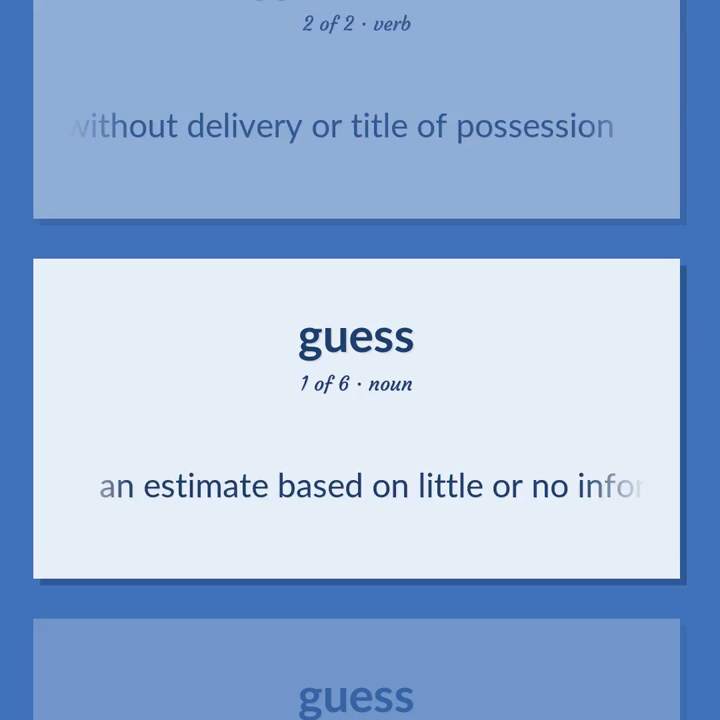 2 of 2 · verb
without delivery or title of possession
guess
1 of 6 · noun
an estimate based on little or no infor
guess